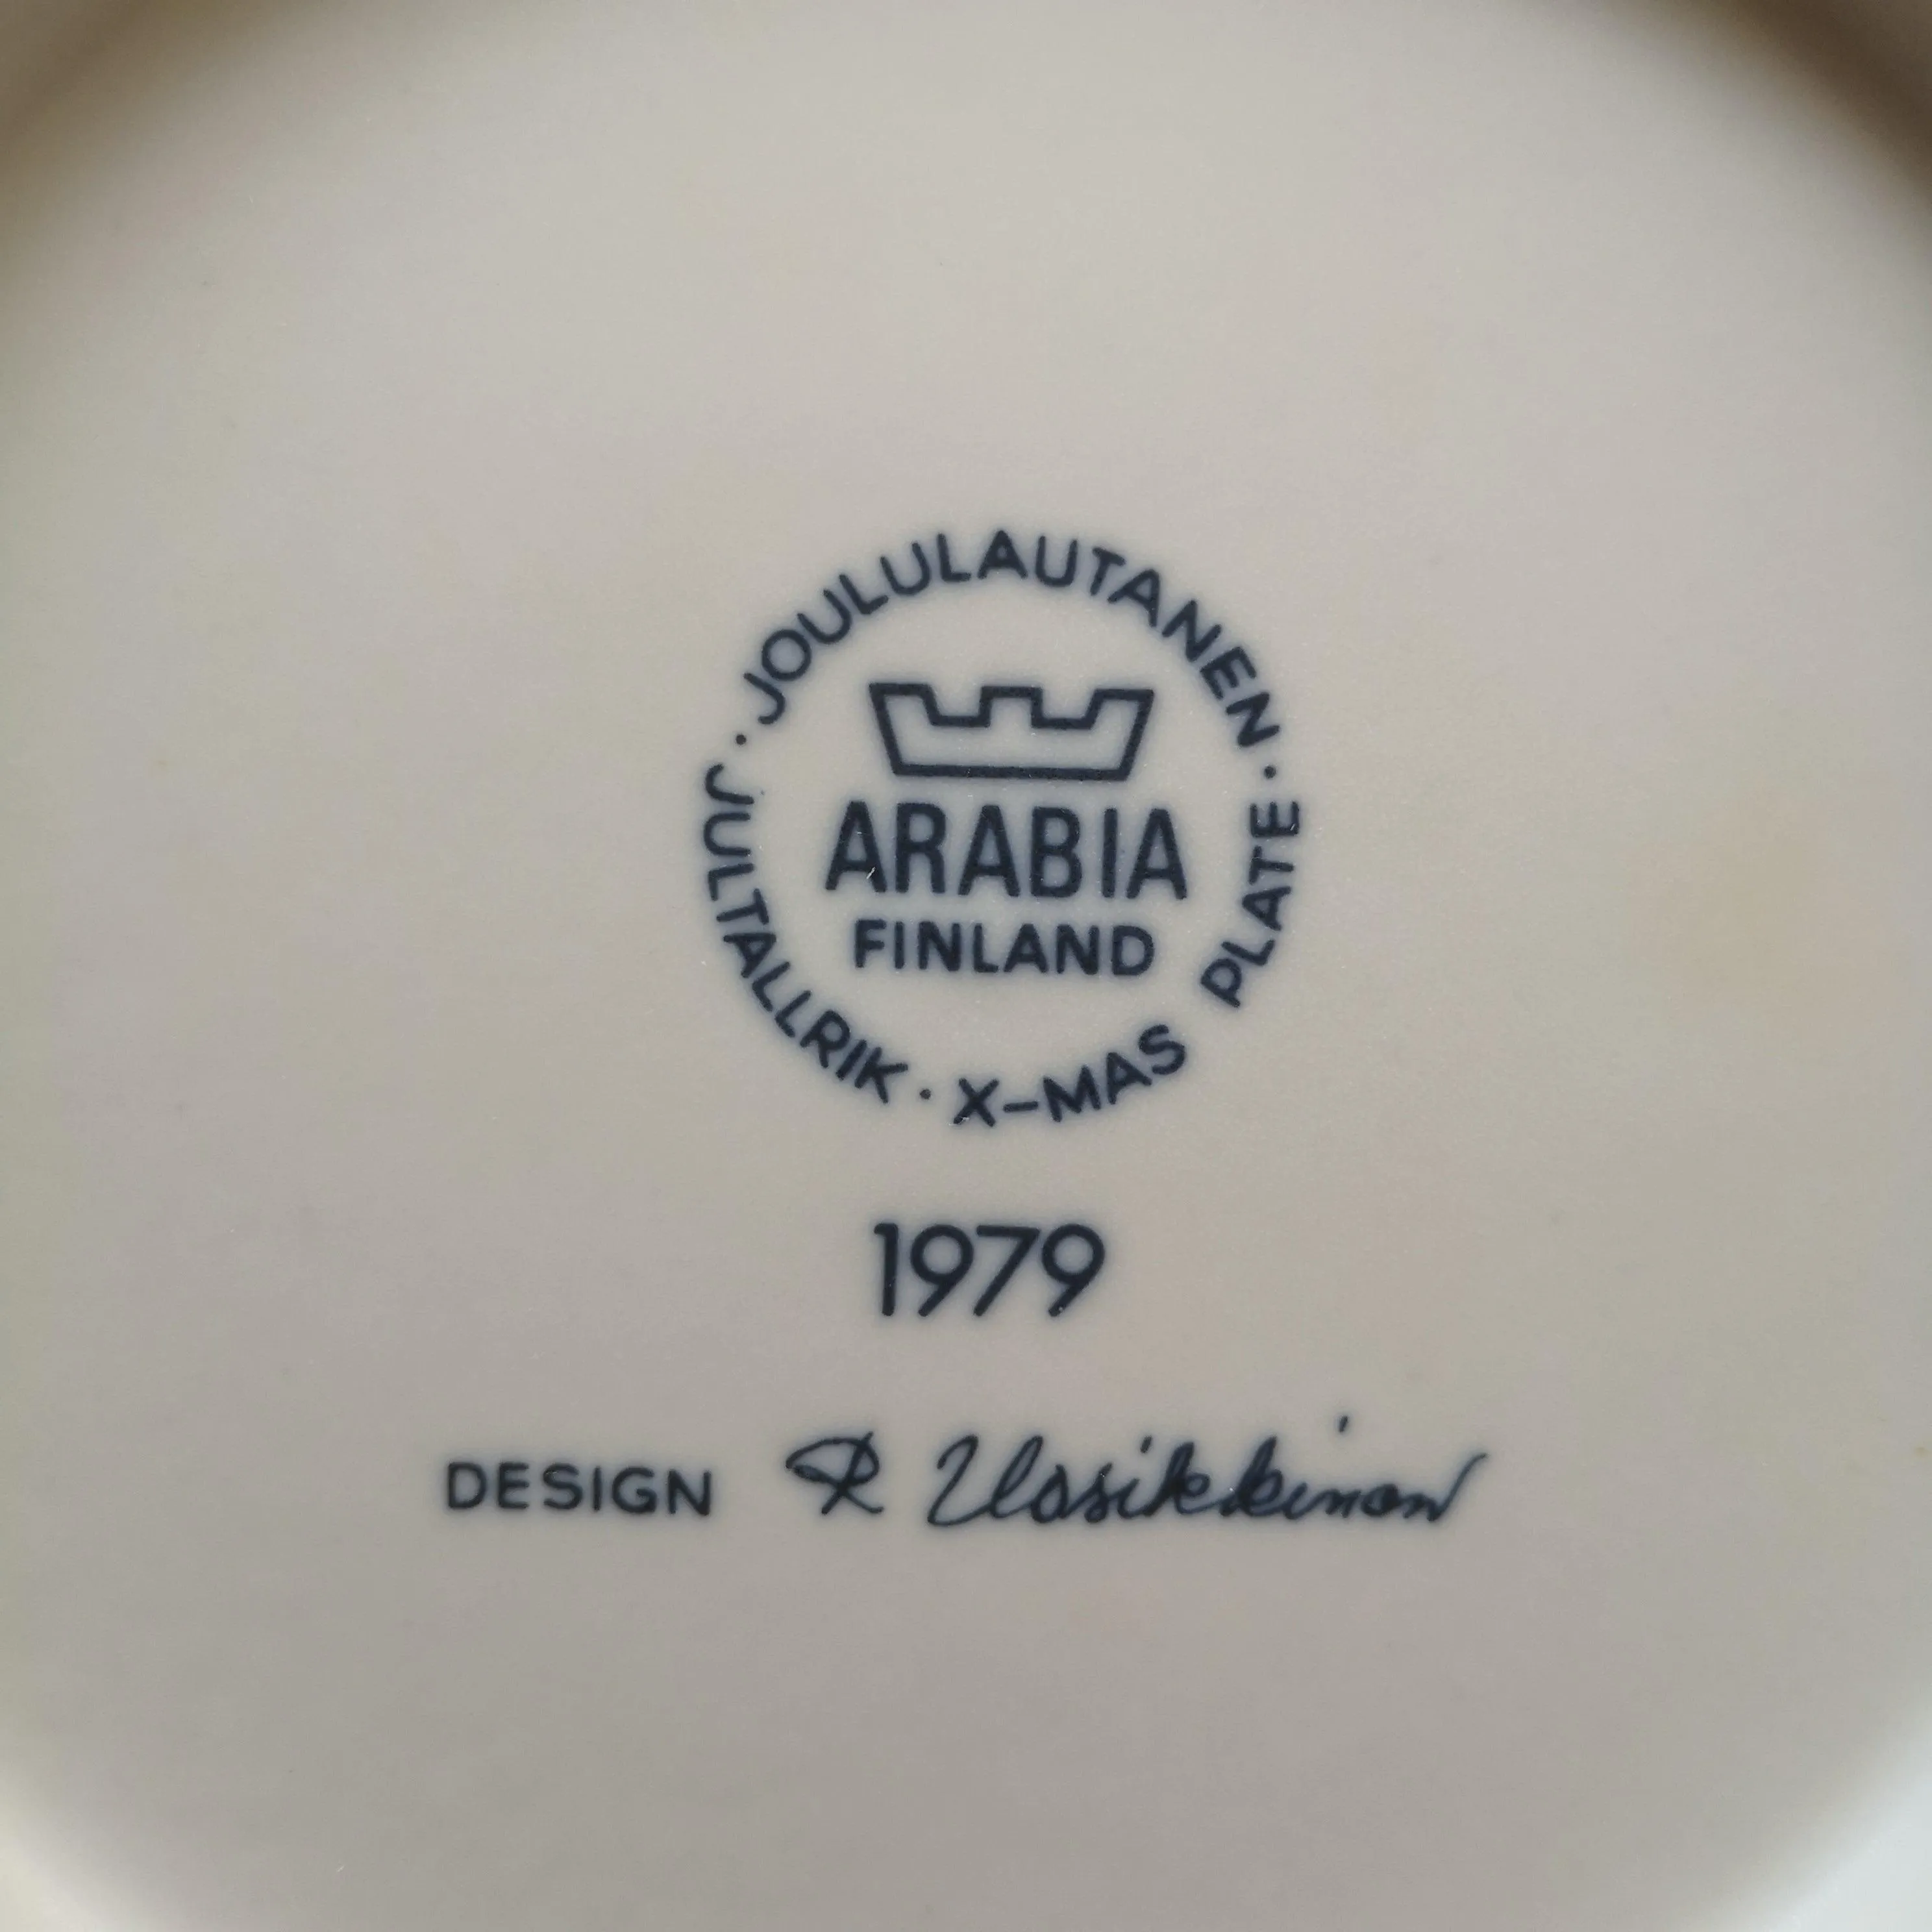 · JOULULAUTANEN · JULTALLRIK · X-MAS PLATE
ARABIA
FINLAND
1979
DESIGN R Uosikkinen